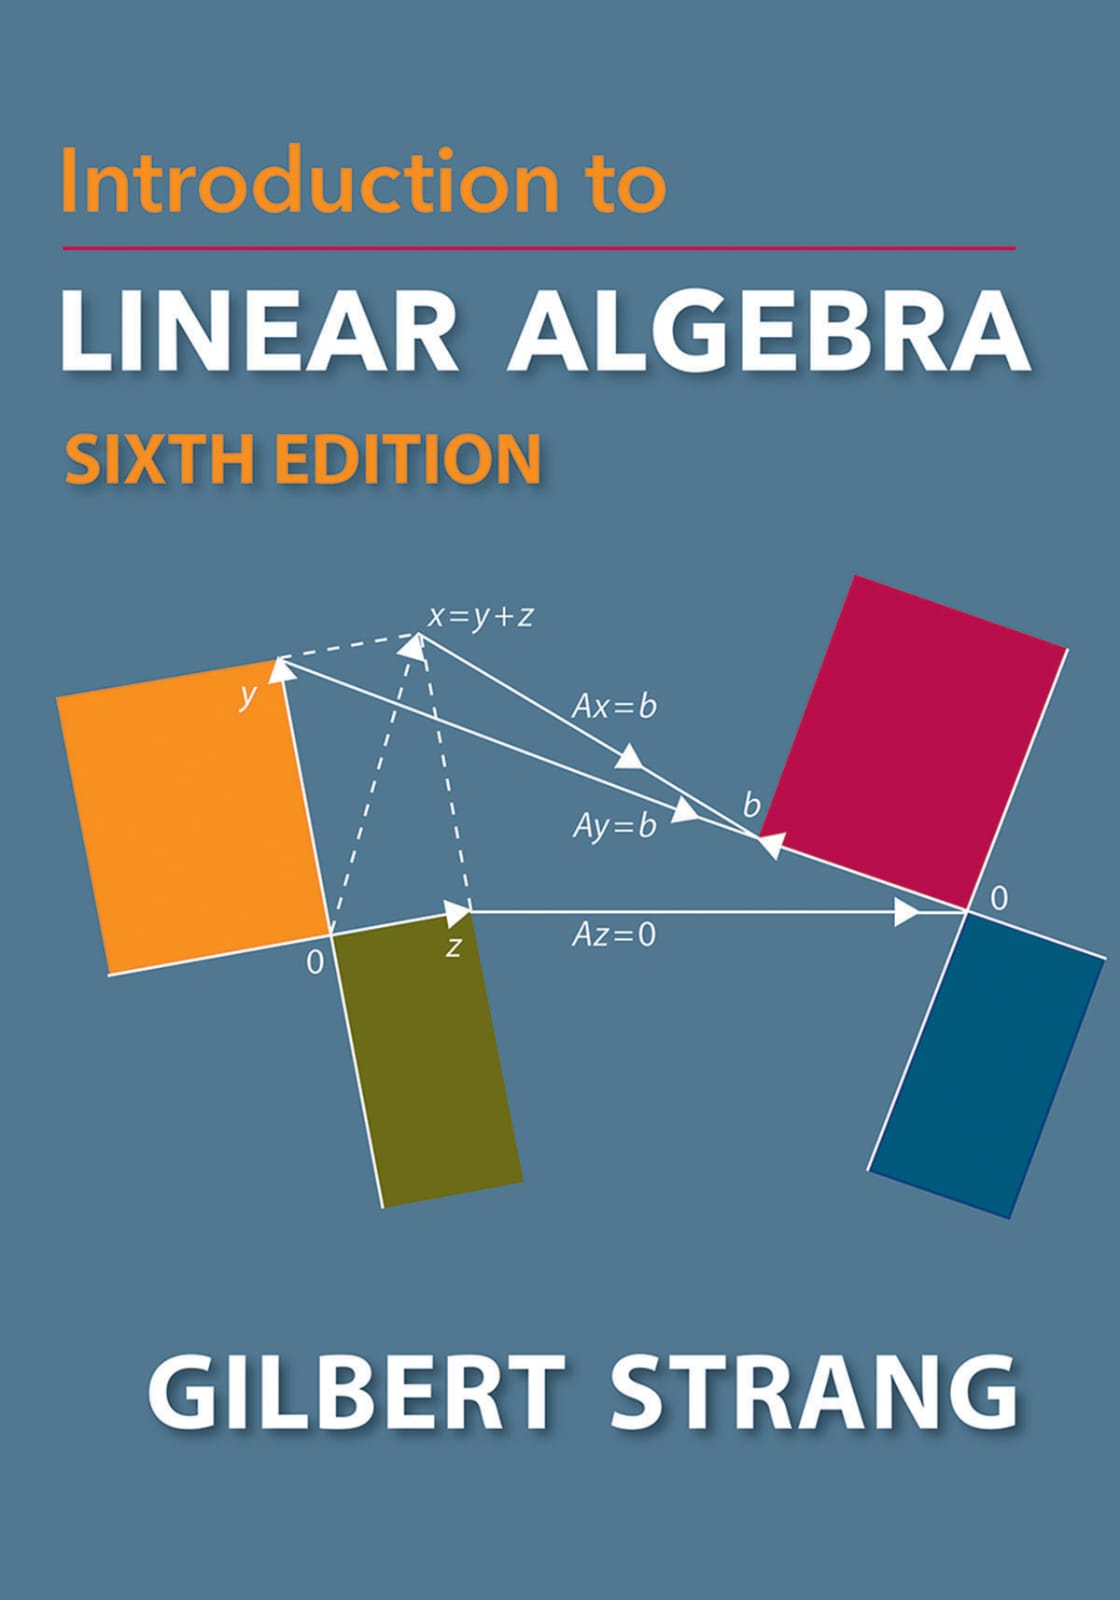 Introduction to
LINEAR ALGEBRA
SIXTH EDITION
x=y+z
y
Ax=b
b
Ay=b
0
z
Az=0
0
GILBERT STRANG